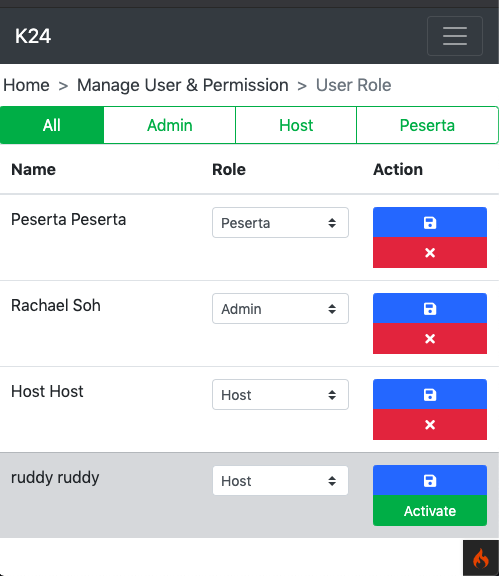 K24
Home > Manage User & Permission > User Role
All Admin Host Peserta
Name Role Action
Peserta Peserta Peserta
Rachael Soh Admin
Host Host Host
ruddy ruddy Host
Activate